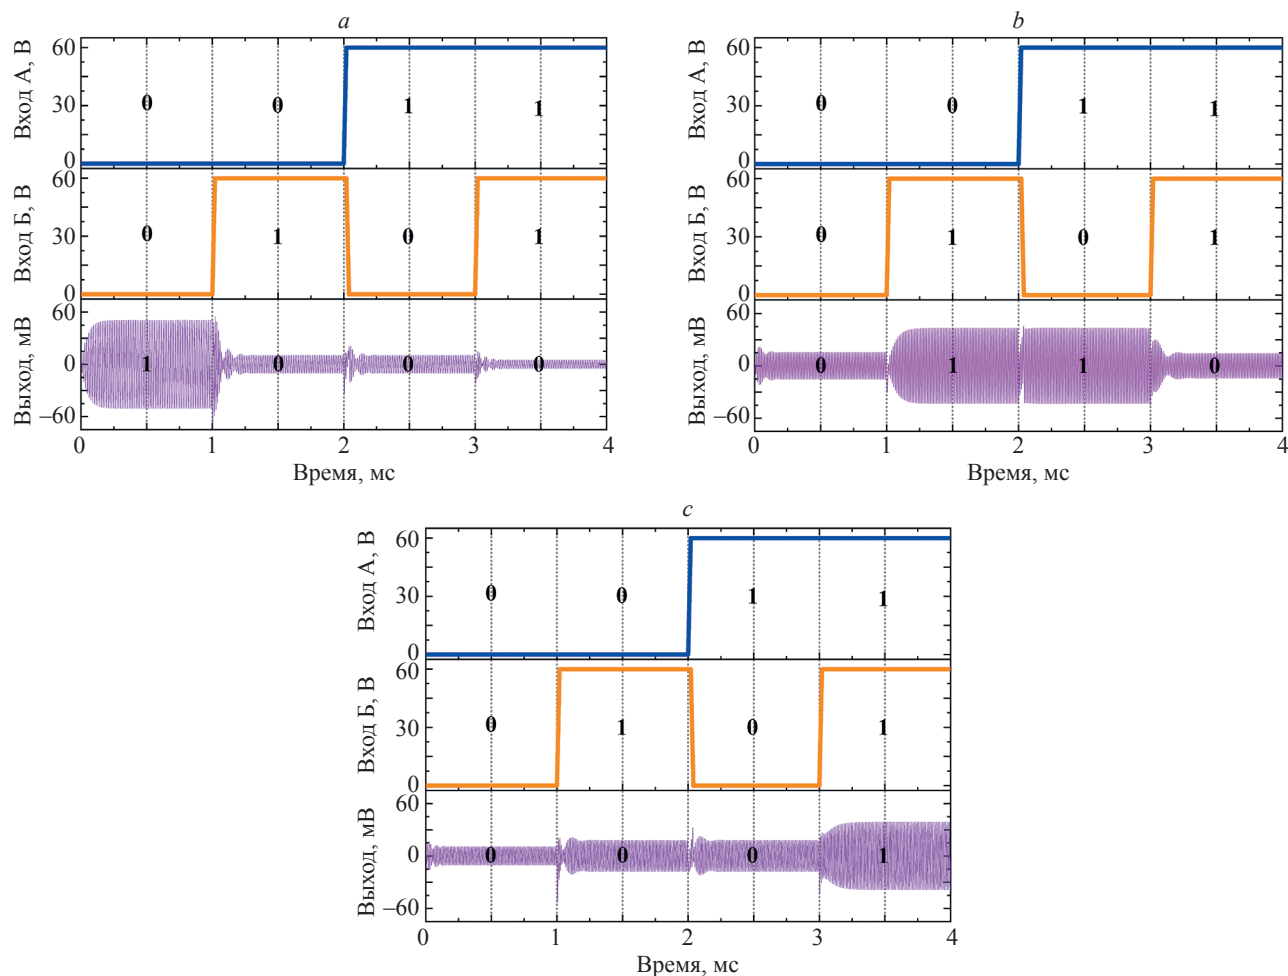 a
Вход А, В
60
30
0
0 0 1 1
Вход Б, В
60
30
0
0 1 0 1
Выход, мВ
60
0
–60
1 0 0 0
0 1 2 3 4
Время, мс
b
Вход А, В
60
30
0
0 0 1 1
Вход Б, В
60
30
0
0 1 0 1
Выход, мВ
60
0
–60
0 1 1 0
0 1 2 3 4
Время, мс
c
Вход А, В
60
30
0
0 0 1 1
Вход Б, В
60
30
0
0 1 0 1
Выход, мВ
60
0
–60
0 0 0 1
0 1 2 3 4
Время, мс